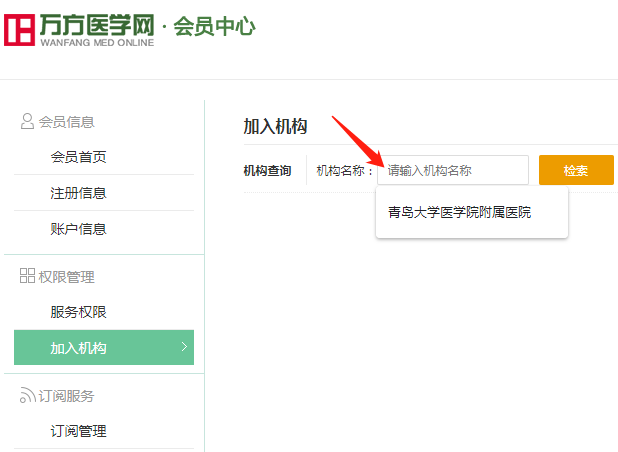 万方医学网·会员中心
WANFANG MED ONLINE
会员信息
会员首页
注册信息
账户信息
权限管理
服务权限
加入机构
订阅服务
订阅管理
加入机构
机构查询 机构名称： 请输入机构名称 检索
青岛大学医学院附属医院